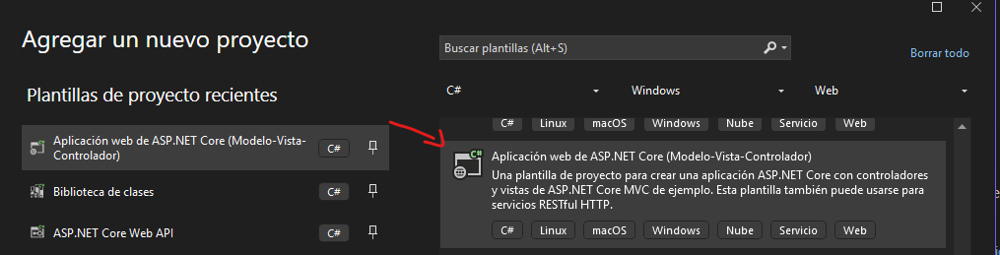 Agregar un nuevo proyecto
Buscar plantillas (Alt+S)
Borrar todo
Plantillas de proyecto recientes
C#
Windows
Web
C# Linux macOS Windows Nube Servicio Web
Aplicación web de ASP.NET Core (Modelo-Vista-
Controlador)
C#
Biblioteca de clases
C#
ASP.NET Core Web API
C#
C#
Aplicación web de ASP.NET Core (Modelo-Vista-Controlador)
Una plantilla de proyecto para crear una aplicación ASP.NET Core con controladores
y vistas de ASP.NET Core MVC de ejemplo. Esta plantilla también puede usarse para
servicios RESTful HTTP.
C# Linux macOS Windows Nube Servicio Web